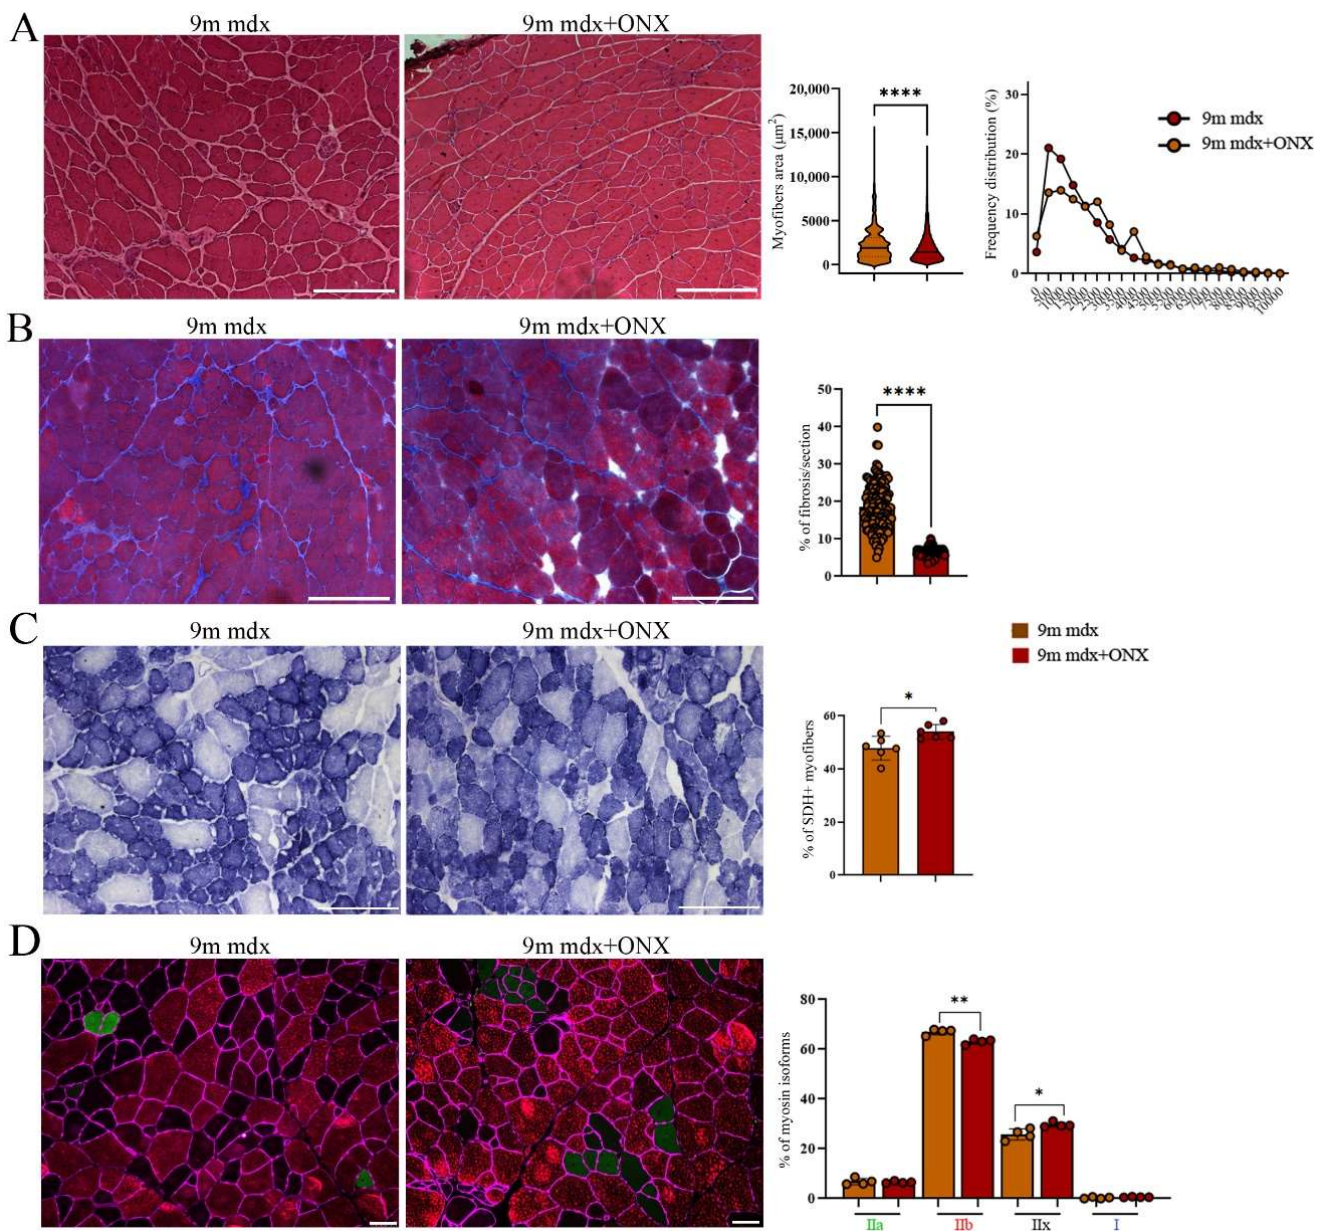 A
9m mdx
9m mdx+ONX
Myofibers area (µm²)
20,000
15,000
10,000
5000
0
****
Frequency distribution (%)
30
20
10
0
9m mdx
9m mdx+ONX
B
9m mdx
9m mdx+ONX
% of fibrosis/section
50
40
30
20
10
0
****
C
9m mdx
9m mdx+ONX
9m mdx
9m mdx+ONX
% of SDH+ myofibers
60
40
20
0
*
D
9m mdx
9m mdx+ONX
% of myosin isoforms
80
60
40
20
0
**
*
IIa
IIb
IIx
I